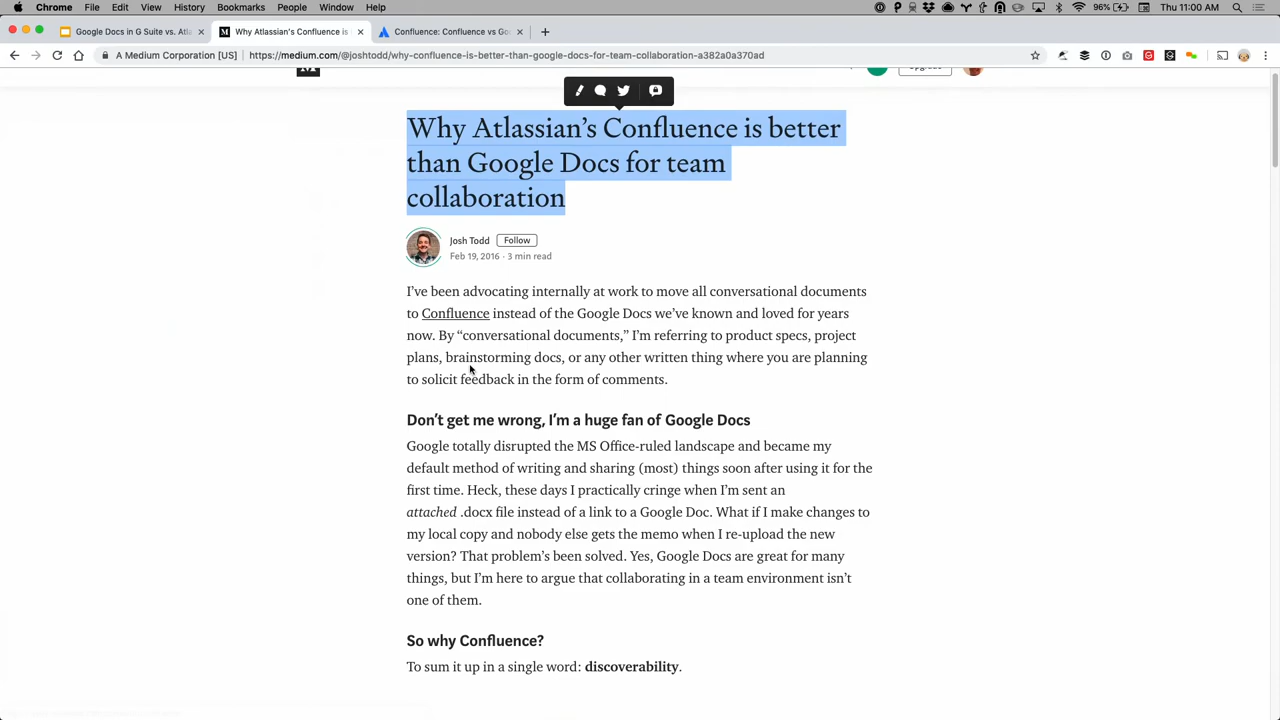 Chrome File Edit View History Bookmarks People Window Help 96% Thu 11:00 AM
Google Docs in G Suite vs. Atla
Why Atlassian's Confluence is
Confluence: Confluence vs Go
A Medium Corporation [US] https://medium.com/@joshtodd/why-confluence-is-better-than-google-docs-for-team-collaboration-a382a0a370ad
Why Atlassian’s Confluence is better
than Google Docs for team
collaboration
Josh Todd Follow
Feb 19, 2016 · 3 min read
I’ve been advocating internally at work to move all conversational documents
to Confluence instead of the Google Docs we’ve known and loved for years
now. By “conversational documents,” I’m referring to product specs, project
plans, brainstorming docs, or any other written thing where you are planning
to solicit feedback in the form of comments.
Don’t get me wrong, I’m a huge fan of Google Docs
Google totally disrupted the MS Office-ruled landscape and became my
default method of writing and sharing (most) things soon after using it for the
first time. Heck, these days I practically cringe when I’m sent an
attached .docx file instead of a link to a Google Doc. What if I make changes to
my local copy and nobody else gets the memo when I re-upload the new
version? That problem’s been solved. Yes, Google Docs are great for many
things, but I’m here to argue that collaborating in a team environment isn’t
one of them.
So why Confluence?
To sum it up in a single word: discoverability.